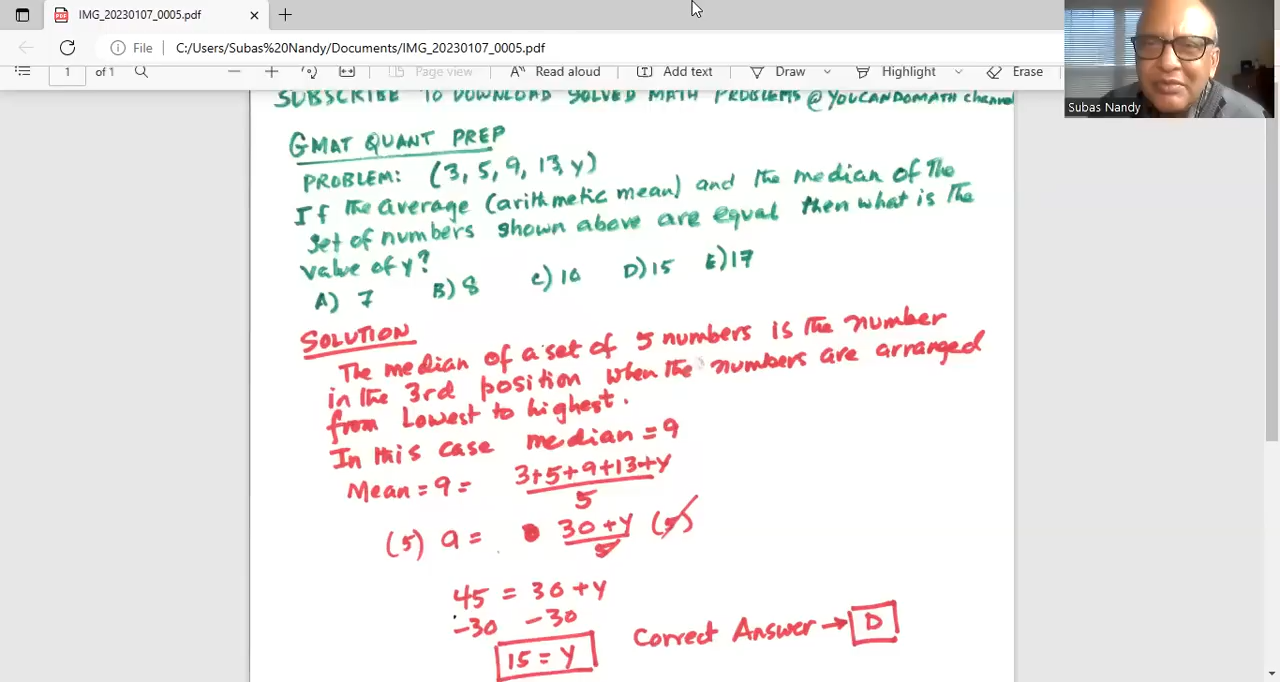 IMG_20230107_0005.pdf
File C:/Users/Subas%20Nandy/Documents/IMG_20230107_0005.pdf
1 of 1 Page view Read aloud Add text Draw Highlight Erase
Subas Nandy
SUBSCRIBE TO DOWNLOAD SOLVED MATH PROBLEMS @YOUCANDOMATH channel
GMAT QUANT PREP
PROBLEM: (3, 5, 9, 13, y)
If the average (arithmetic mean) and the median of the
set of numbers shown above are equal then what is the
value of y?
A) 7 B) 8 C) 10 D) 15 E) 17
SOLUTION
The median of a set of 5 numbers is the number
in the 3rd position when the numbers are arranged
from Lowest to highest.
In this case median = 9
Mean = 9 = 3+5+9+13+y
5
(5) 9 = 30+y (5)
5
45 = 30+y
-30 -30
15 = y
Correct Answer → D